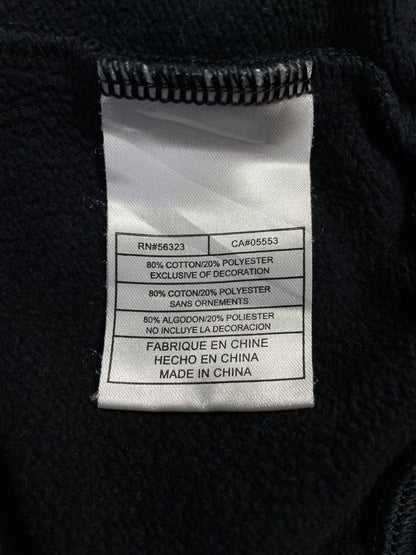 RN#56323 CA#05553
80% COTTON/20% POLYESTER
EXCLUSIVE OF DECORATION
80% COTON/20% POLYESTER
SANS ORNEMENTS
80% ALGODON/20% POLIESTER
NO INCLUYE LA DECORACION
FABRIQUE EN CHINE
HECHO EN CHINA
MADE IN CHINA